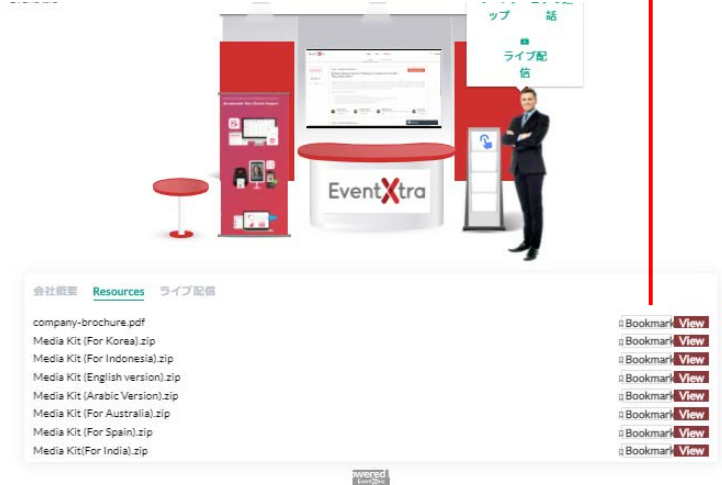 ップ 話
ライブ配
信
EventXtra
会社概要 Resources ライブ配信
company-brochure.pdf Bookmark View
Media Kit (For Korea).zip Bookmark View
Media Kit (For Indonesia).zip Bookmark View
Media Kit (English version).zip Bookmark View
Media Kit (Arabic Version).zip Bookmark View
Media Kit (For Australia).zip Bookmark View
Media Kit (For Spain).zip Bookmark View
Media Kit(For India).zip Bookmark View